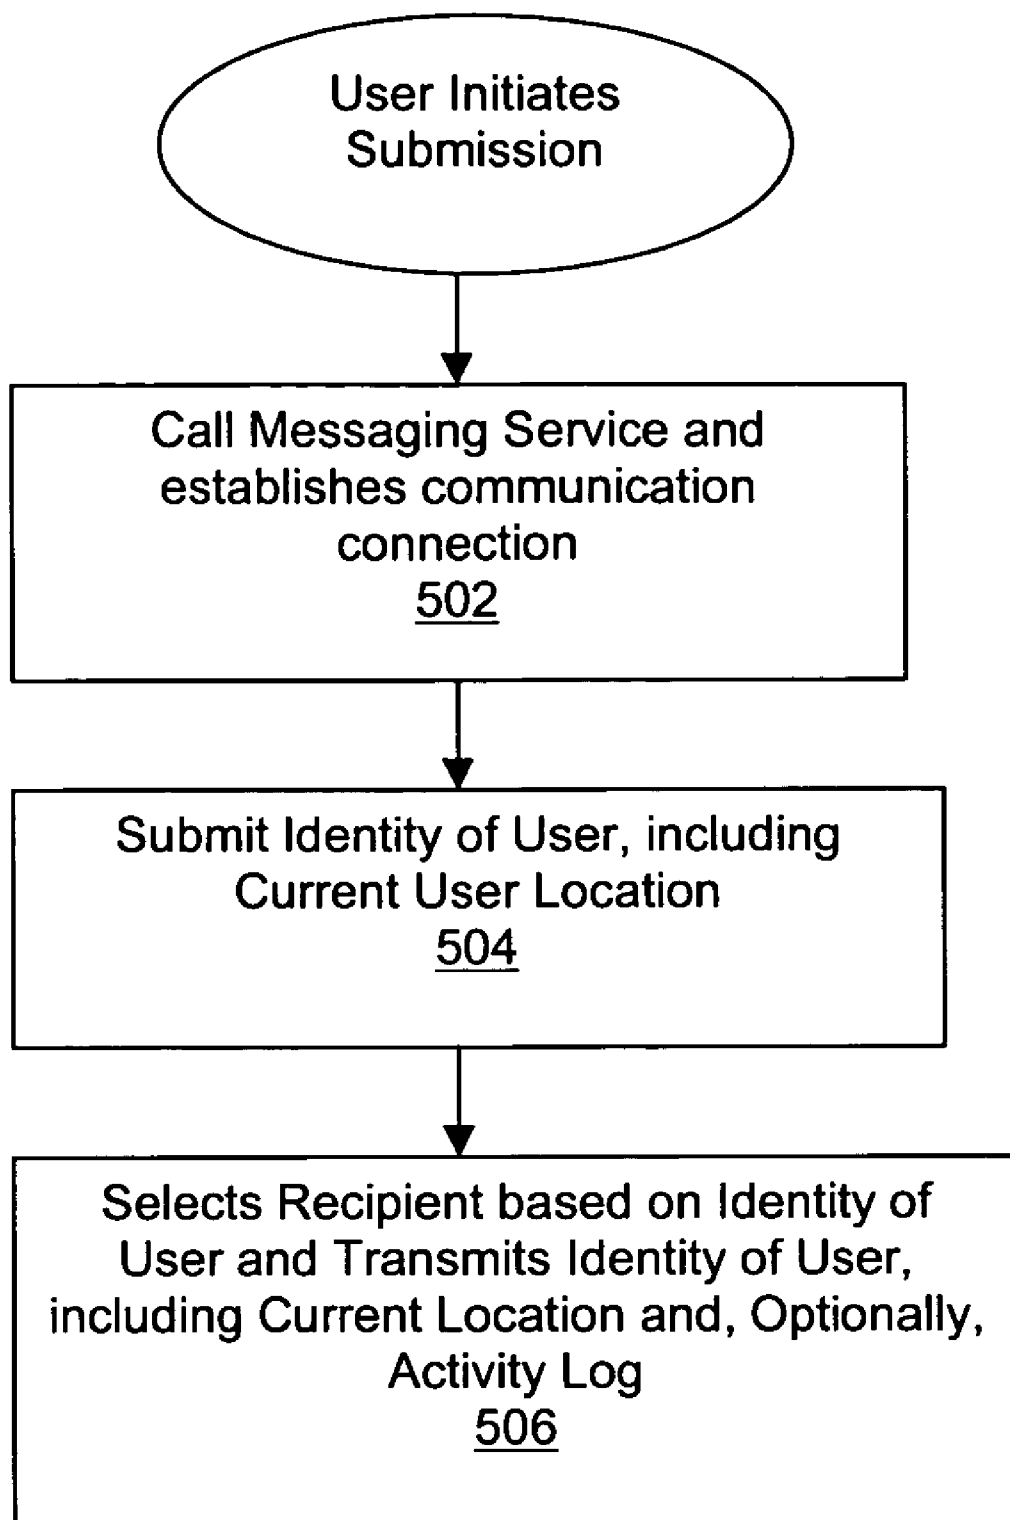 User Initiates
Submission
Call Messaging Service and
establishes communication
connection
502
Submit Identity of User, including
Current User Location
504
Selects Recipient based on Identity of
User and Transmits Identity of User,
including Current Location and, Optionally,
Activity Log
506